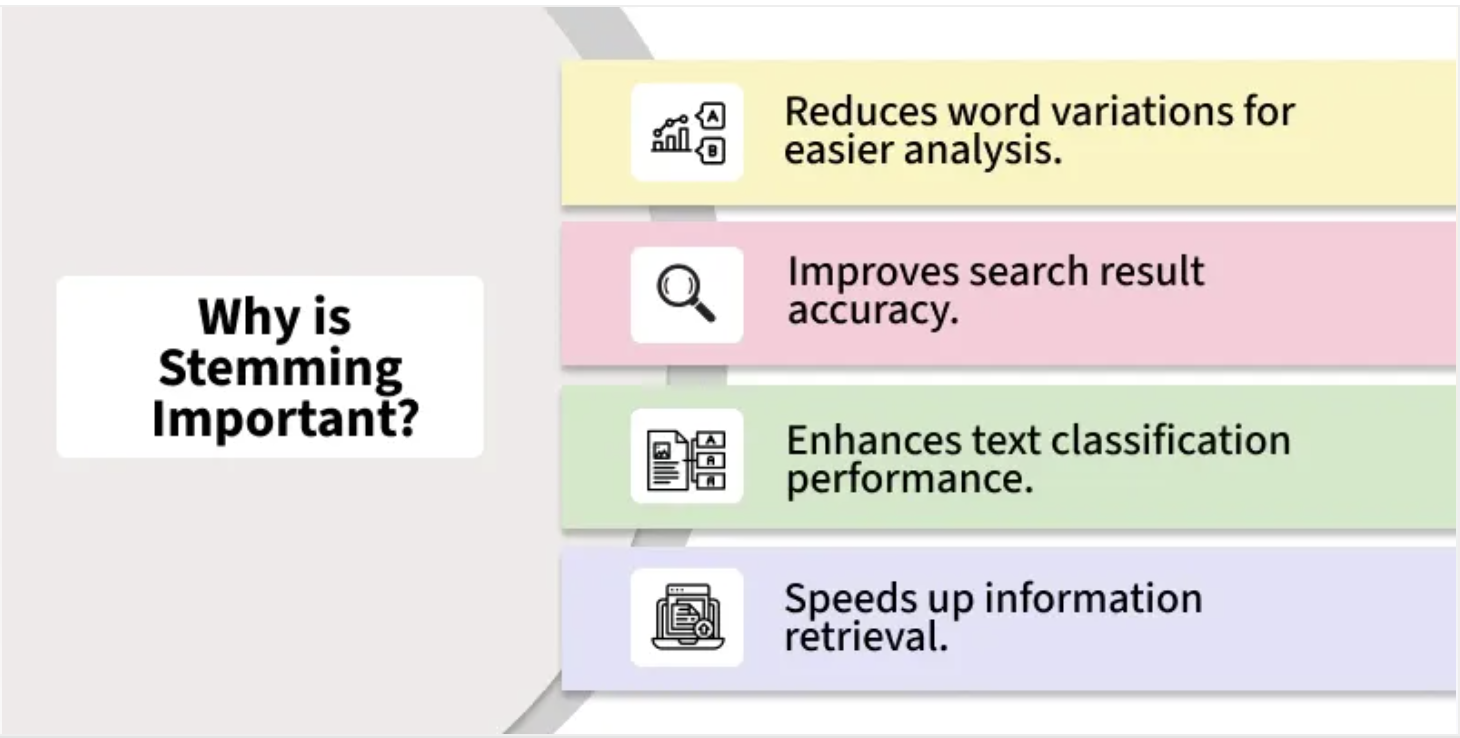 Why is
Stemming
Important?
A
B
Reduces word variations for
easier analysis.
Improves search result
accuracy.
A
A
A
Enhances text classification
performance.
Speeds up information
retrieval.